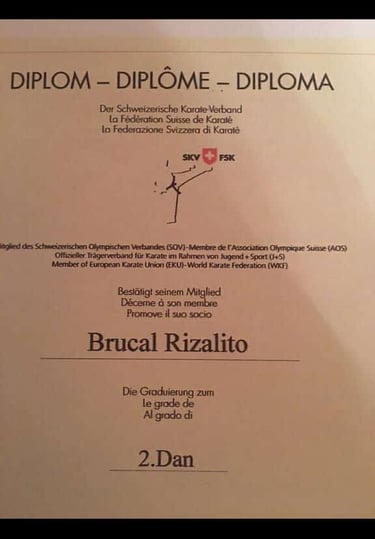 DIPLOM – DIPLÔME – DIPLOMA
Der Schweizerische Karate-Verband
La Fédération Suisse de Karaté
La Federazione Svizzera di Karatè
SKV FSK
itglied des Schweizerischen Olympischen Verbandes (SOV)-Membre de l'Association Olympique Suisse (AOS)
Offizieller Trägerverband für Karate im Rahmen von Jugend+Sport (J+S)
Member of European Karate Union (EKU)-World Karate Federation (WKF)
Bestätigt seinem Mitglied
Décerne à son membre
Promove il suo socio
Brucal Rizalito
Die Graduierung zum
Le grade de
Al grado di
2.Dan